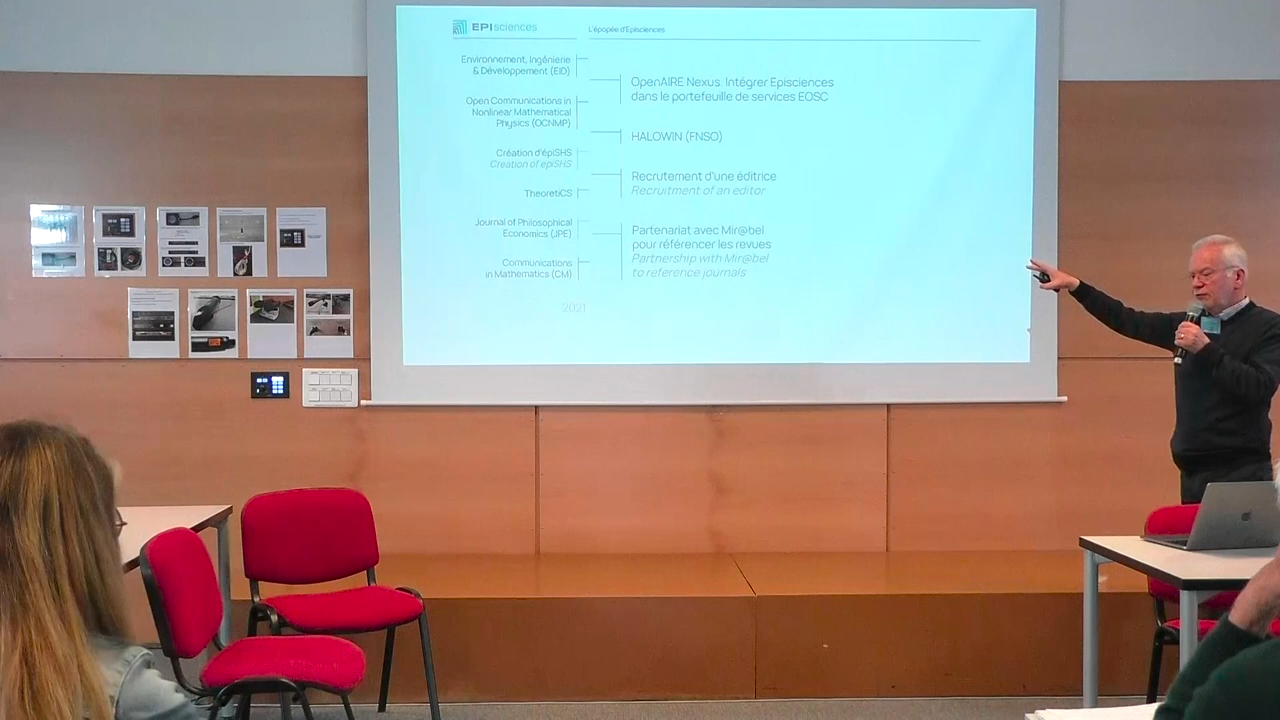 EPIsciences
L'épopée d'Episciences
Environnement, Ingénierie
& Développement (EID)
Open Communications in
Nonlinear Mathematical
Physics (OCNMP)
Création d'épiSHS
Creation of epiSHS
TheoretiCS
Journal of Philosophical
Economics (JPE)
Communications
in Mathematics (CM)
2021
OpenAIRE Nexus: Intégrer Episciences
dans le portefeuille de services EOSC
HALOWIN (FNSO)
Recrutement d'une éditrice
Recruitment of an editor
Partenariat avec Mir@bel
pour référencer les revues
Partnership with Mir@bel
to reference journals